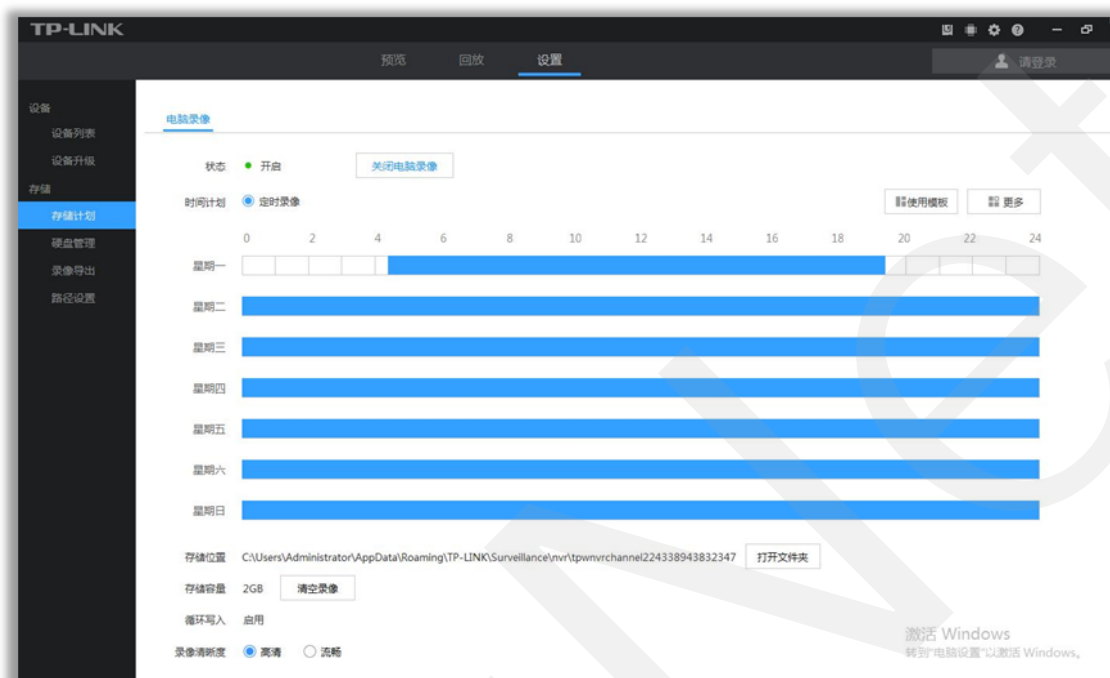 TP-LINK
预览 回放 设置 请登录
设备
设备列表
设备升级
存储
存储计划
硬盘管理
录像导出
路径设置
电脑录像
状态 开启 关闭电脑录像
时间计划 定时录像 使用模板 更多
0 2 4 6 8 10 12 14 16 18 20 22 24
星期一
星期二
星期三
星期四
星期五
星期六
星期日
存储位置 C:\Users\Administrator\AppData\Roaming\TP-LINK\Surveillance\nvr\tpwnvrchannel224338943832347 打开文件夹
存储容量 2GB 清空录像
循环写入 启用
录像清晰度 高清 流畅
激活 Windows
转到"电脑设置"以激活 Windows。